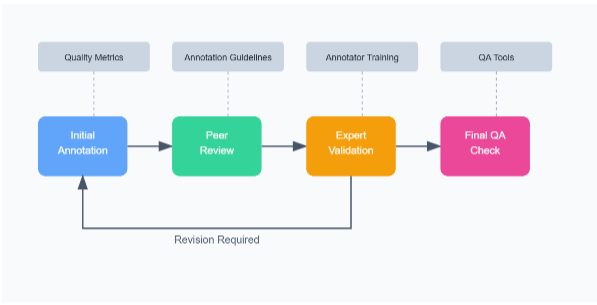 Quality Metrics
Annotation Guidelines
Annotator Training
QA Tools
Initial
Annotation
Peer
Review
Expert
Validation
Final QA
Check
Revision Required